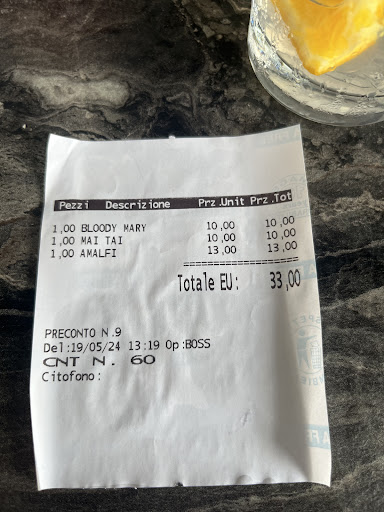 Pezzi Descrizione Prz.Unit Prz.Tot
1,00 BLOODY MARY 10,00 10,00
1,00 MAI TAI 10,00 10,00
1,00 AMALFI 13,00 13,00
==========================
Totale EU: 33,00
PRECONTO N.9
Del:19/05/24 13:19 Op:BOSS
CNT N. 60
Citofono: